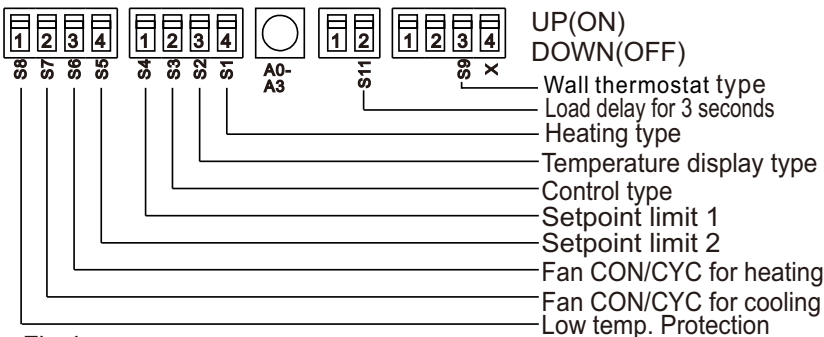 1 2 3 4 1 2 3 4 1 2 1 2 3 4 UP(ON)
DOWN(OFF)
S8 S7 S6 S5 S4 S3 S2 S1 A0-A3 S11 S9 X
Wall thermostat type
Load delay for 3 seconds
Heating type
Temperature display type
Control type
Setpoint limit 1
Setpoint limit 2
Fan CON/CYC for heating
Fan CON/CYC for cooling
Low temp. Protection